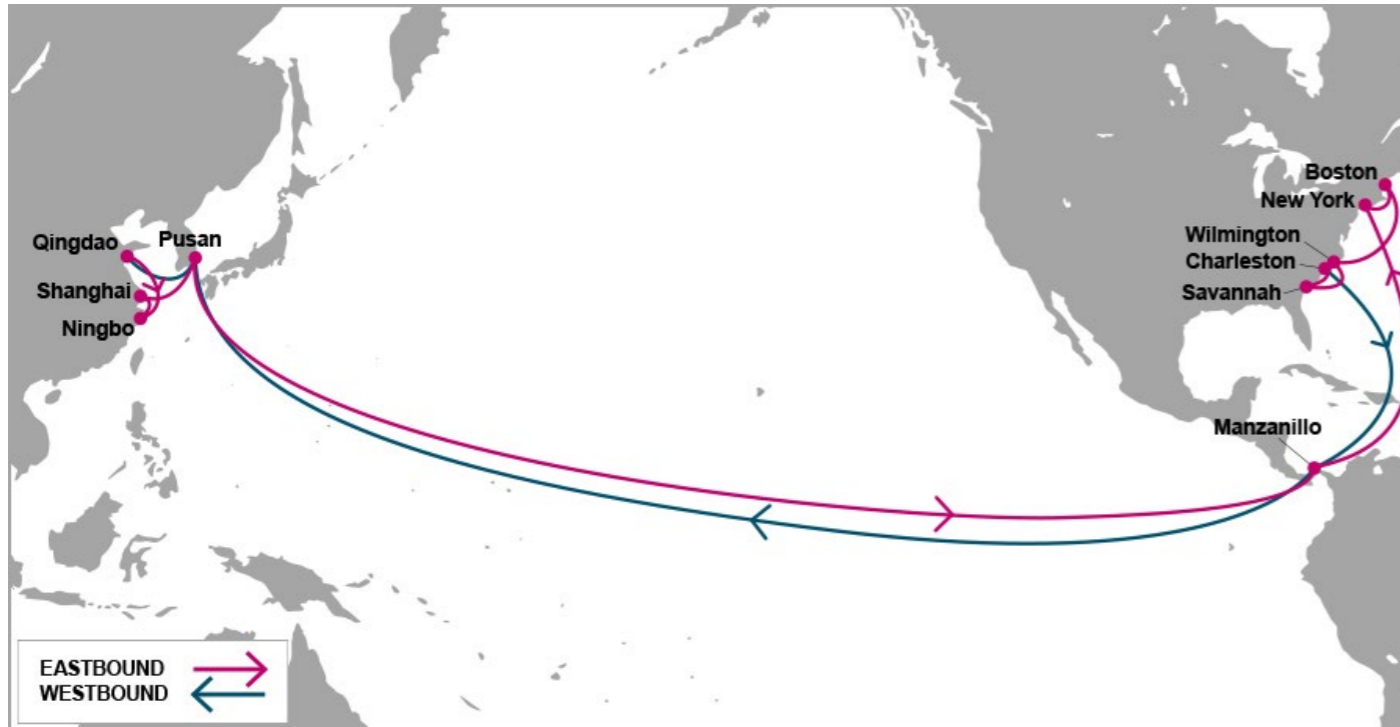 Boston
New York
Wilmington
Charleston
Savannah
Qingdao
Pusan
Shanghai
Ningbo
Manzanillo
EASTBOUND
WESTBOUND